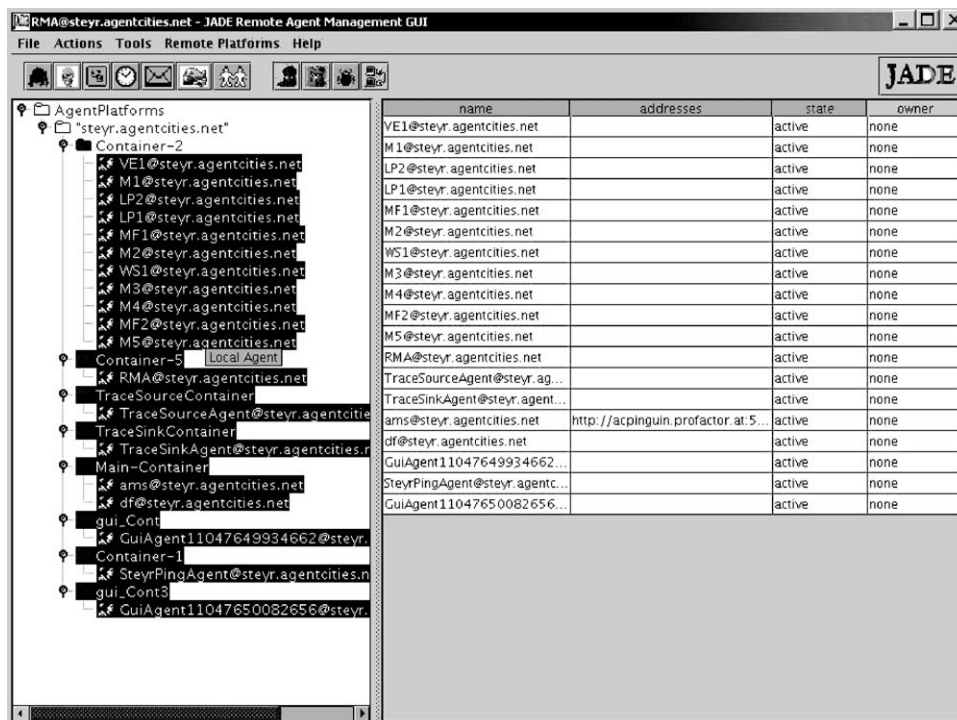 RMA@steyr.agentcities.net - JADE Remote Agent Management GUI
File Actions Tools Remote Platforms Help
JADE
AgentPlatforms
"steyr.agentcities.net"
Container-2
VE1@steyr.agentcities.net
M1@steyr.agentcities.net
LP2@steyr.agentcities.net
LP1@steyr.agentcities.net
MF1@steyr.agentcities.net
M2@steyr.agentcities.net
WS1@steyr.agentcities.net
M3@steyr.agentcities.net
M4@steyr.agentcities.net
MF2@steyr.agentcities.net
M5@steyr.agentcities.net
Container-5 Local Agent
RMA@steyr.agentcities.net
TraceSourceContainer
TraceSourceAgent@steyr.agentcitie
TraceSinkContainer
TraceSinkAgent@steyr.agentcities.r
Main-Container
ams@steyr.agentcities.net
df@steyr.agentcities.net
gui_Cont
GuiAgent11047649934662@steyr.
Container-1
SteyrPingAgent@steyr.agentcities.n
gui_Cont3
GuiAgent11047650082656@steyr.
name addresses state owner
VE1@steyr.agentcities.net active none
M1@steyr.agentcities.net active none
LP2@steyr.agentcities.net active none
LP1@steyr.agentcities.net active none
MF1@steyr.agentcities.net active none
M2@steyr.agentcities.net active none
WS1@steyr.agentcities.net active none
M3@steyr.agentcities.net active none
M4@steyr.agentcities.net active none
MF2@steyr.agentcities.net active none
M5@steyr.agentcities.net active none
RMA@steyr.agentcities.net active none
TraceSourceAgent@steyr.ag... active none
TraceSinkAgent@steyr.agent... active none
ams@steyr.agentcities.net http://acpinguin.profactor.at:5... active none
df@steyr.agentcities.net active none
GuiAgent11047649934662... active none
SteyrPingAgent@steyr.agentc... active none
GuiAgent11047650082656... active none